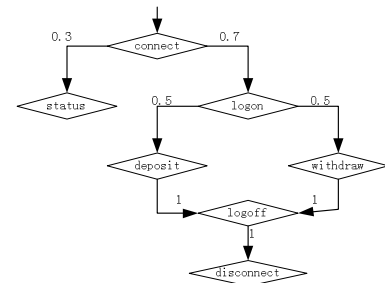 0.3 0.7
connect
status
0.5 logon 0.5
deposit withdraw
1 1
logoff
1
disconnect